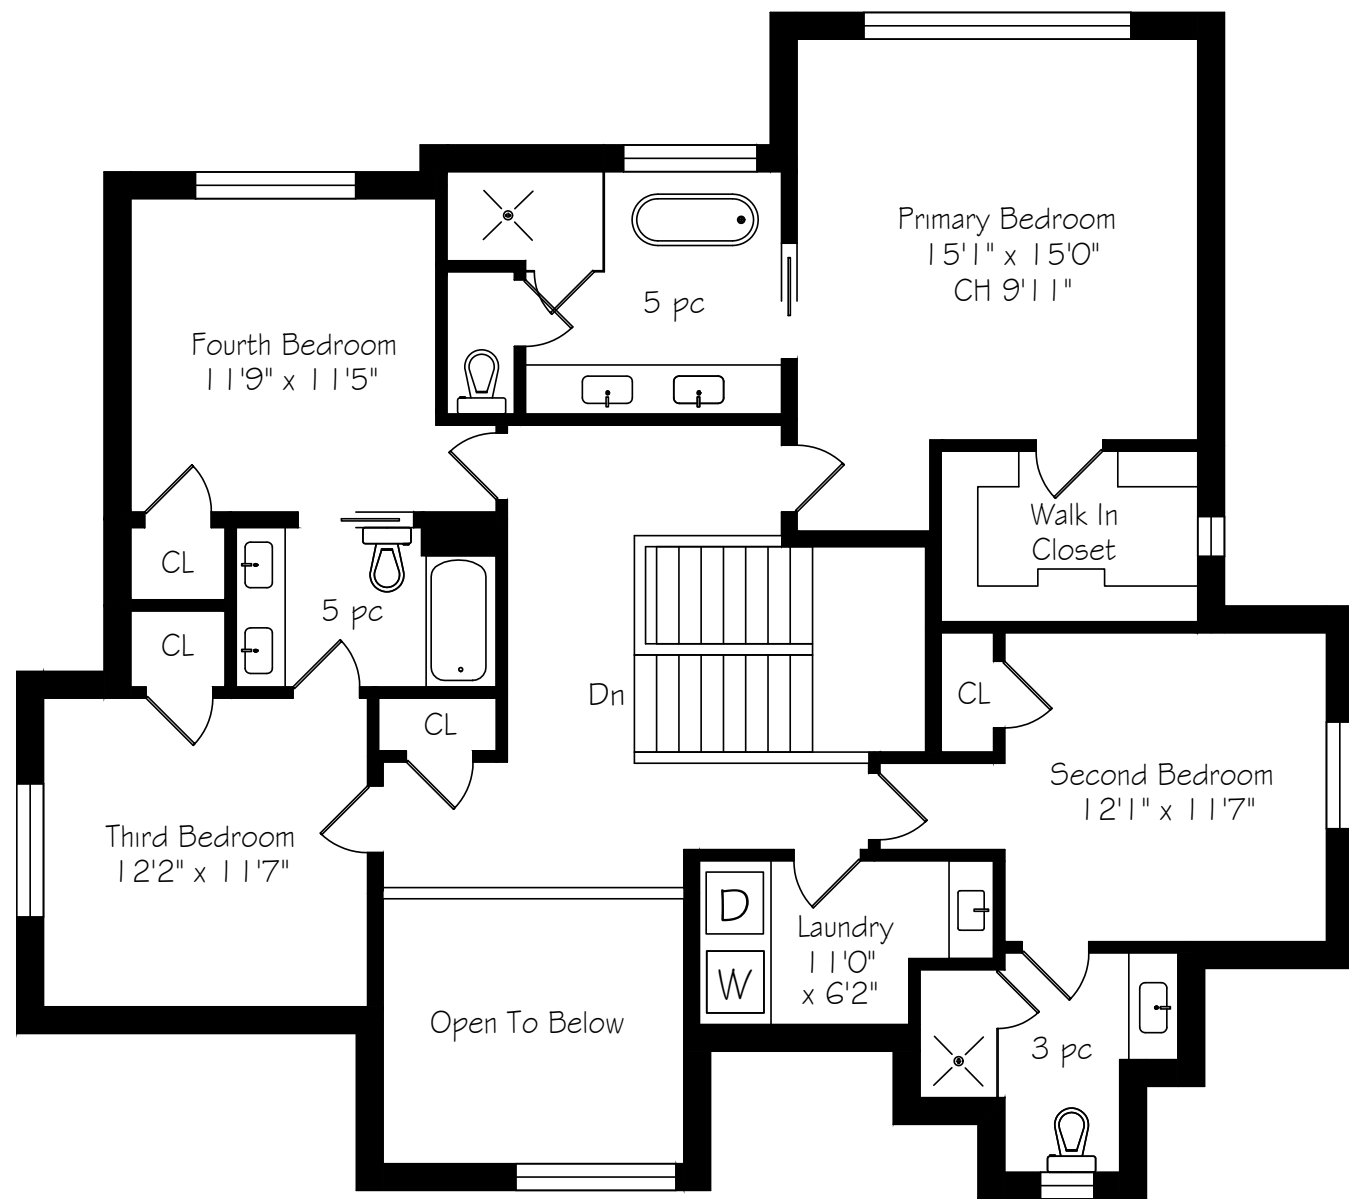 Primary Bedroom
15'1" x 15'0"
CH 9'11"
5 pc
Fourth Bedroom
11'9" x 11'5"
Walk In
Closet
CL
5 pc
CL
CL
Dn
CL
Second Bedroom
12'1" x 11'7"
Third Bedroom
12'2" x 11'7"
D
Laundry
11'0"
x 6'2"
W
Open To Below
3 pc